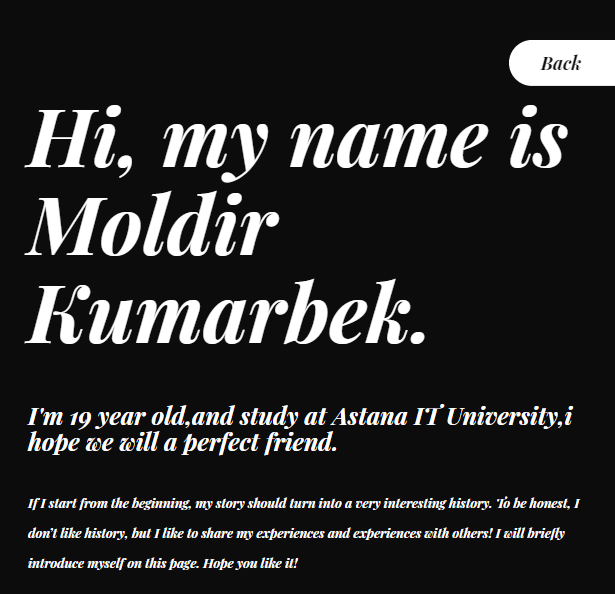 Back
Hi, my name is
Moldir
Kumarbek.
I'm 19 year old,and study at Astana IT University,i
hope we will a perfect friend.
If I start from the beginning, my story should turn into a very interesting history. To be honest, I
don't like history, but I like to share my experiences and experiences with others! I will briefly
introduce myself on this page. Hope you like it!